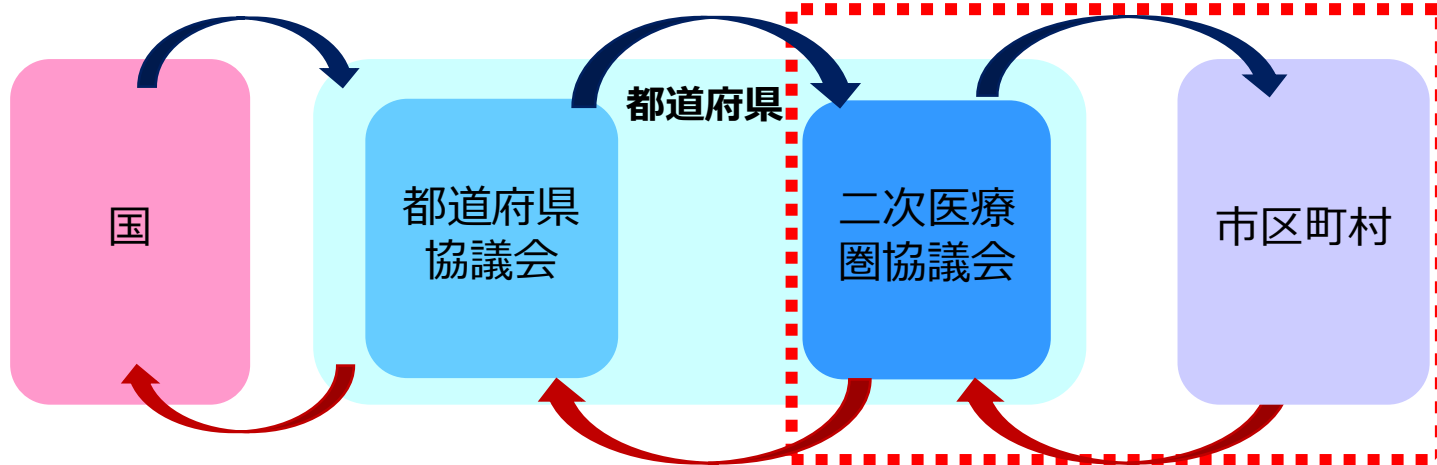 都道府県
国
都道府県
協議会
二次医療
圏協議会
市区町村